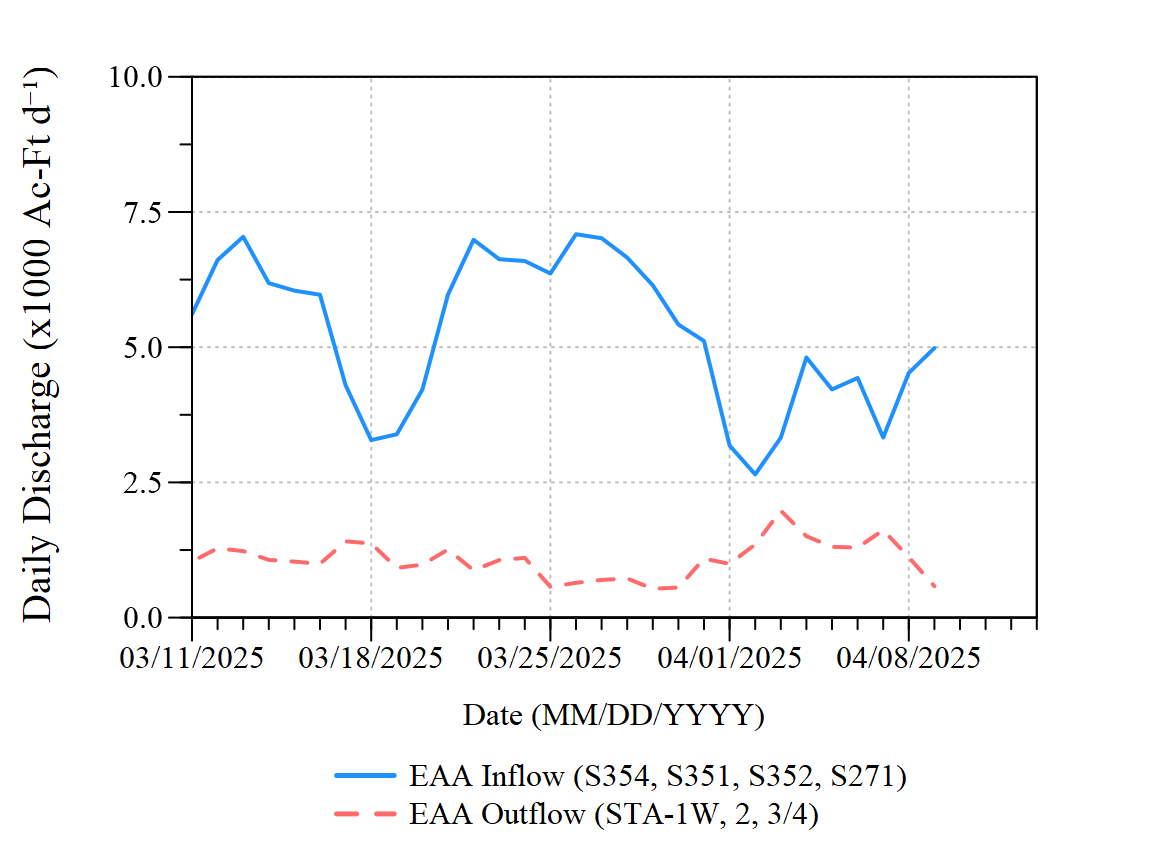 Daily Discharge (x1000 Ac-Ft d⁻¹)
10.0
7.5
5.0
2.5
0.0
03/11/2025 03/18/2025 03/25/2025 04/01/2025 04/08/2025
Date (MM/DD/YYYY)
EAA Inflow (S354, S351, S352, S271)
EAA Outflow (STA-1W, 2, 3/4)